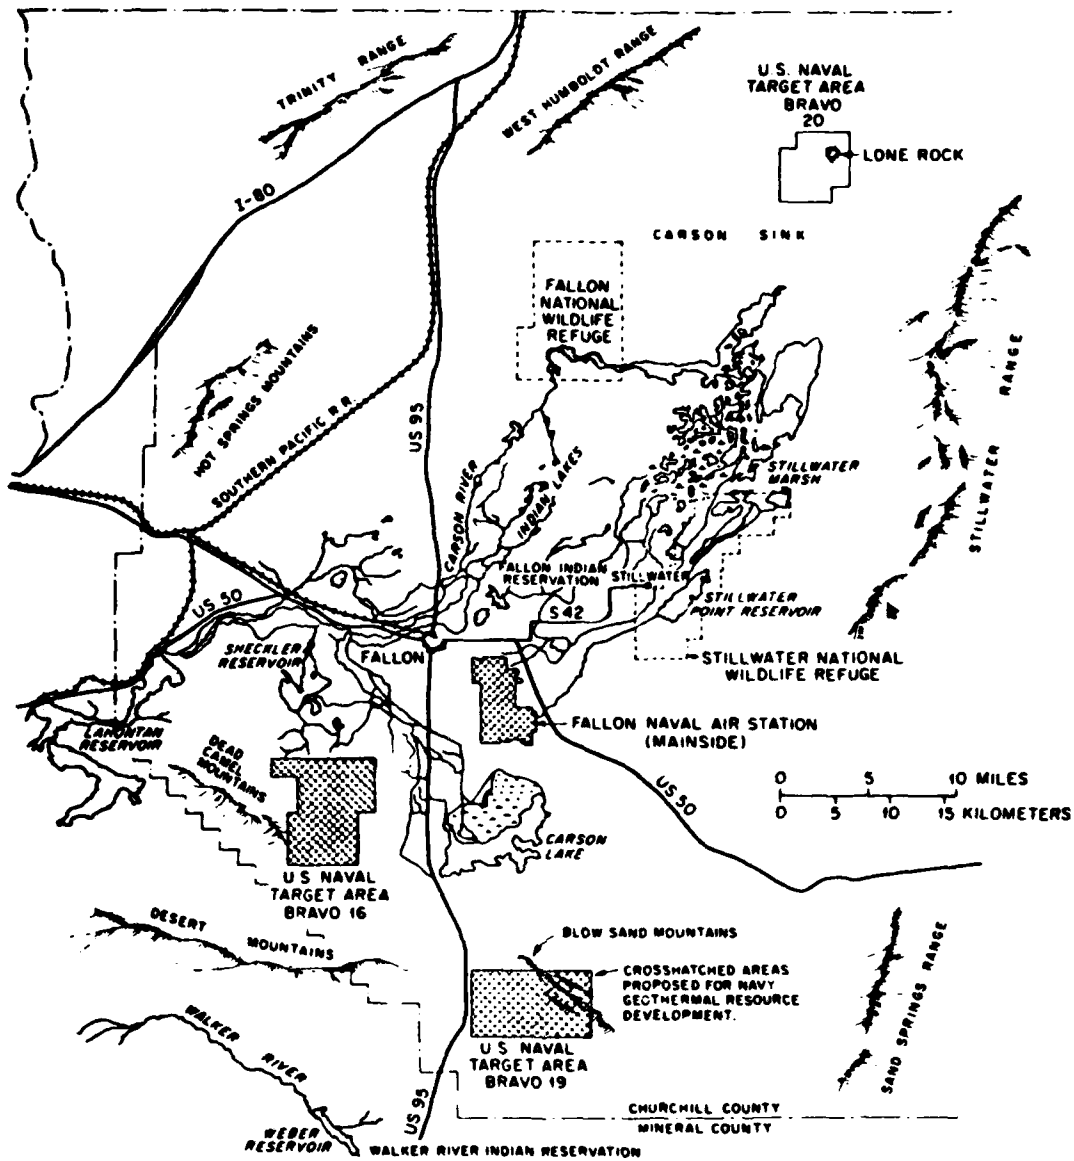 TRINITY RANGE
WEST HUMBOLDT RANGE
U.S. NAVAL
TARGET AREA
BRAVO
20
LONE ROCK
I-80
CARSON SINK
FALLON
NATIONAL
WILDLIFE
REFUGE
HOT SPRINGS MOUNTAINS
SOUTHERN PACIFIC R R
US 95
STILLWATER RANGE
CARSON RIVER
INDIAN LAKES
STILLWATER
MARSH
FALLON INDIAN
RESERVATION
STILLWATER
STILLWATER
POINT RESERVOIR
US 50
S 42
SHECKLER
RESERVOIR
FALLON
STILLWATER NATIONAL
WILDLIFE REFUGE
LAHONTAN
RESERVOIR
FALLON NAVAL AIR STATION
(MAINSIDE)
DEAD
CAMEL
MOUNTAINS
US 50
0 5 10 MILES
0 5 10 15 KILOMETERS
CARSON
LAKE
U S NAVAL
TARGET AREA
BRAVO 16
DESERT MOUNTAINS
BLOW SAND MOUNTAINS
CROSSHATCHED AREAS
PROPOSED FOR NAVY
GEOTHERMAL RESOURCE
DEVELOPMENT.
SAND SPRINGS RANGE
WALKER RIVER
U S NAVAL
TARGET AREA
BRAVO 19
US 95
CHURCHILL COUNTY
MINERAL COUNTY
WEBER
RESERVOIR
WALKER RIVER INDIAN RESERVATION